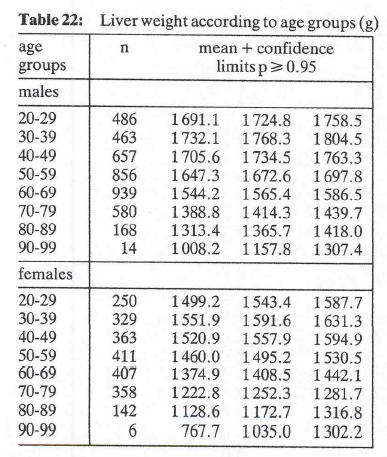 Table 22: Liver weight according to age groups (g)
age groups n mean + confidence limits p ≥ 0.95
males
20-29 486 1691.1 1724.8 1758.5
30-39 463 1732.1 1768.3 1804.5
40-49 657 1705.6 1734.5 1763.3
50-59 856 1647.3 1672.6 1697.8
60-69 939 1544.2 1565.4 1586.5
70-79 580 1388.8 1414.3 1439.7
80-89 168 1313.4 1365.7 1418.0
90-99 14 1008.2 1157.8 1307.4
females
20-29 250 1499.2 1543.4 1587.7
30-39 329 1551.9 1591.6 1631.3
40-49 363 1520.9 1557.9 1594.9
50-59 411 1460.0 1495.2 1530.5
60-69 407 1374.9 1408.5 1442.1
70-79 358 1222.8 1252.3 1281.7
80-89 142 1128.6 1172.7 1316.8
90-99 6 767.7 1035.0 1302.2